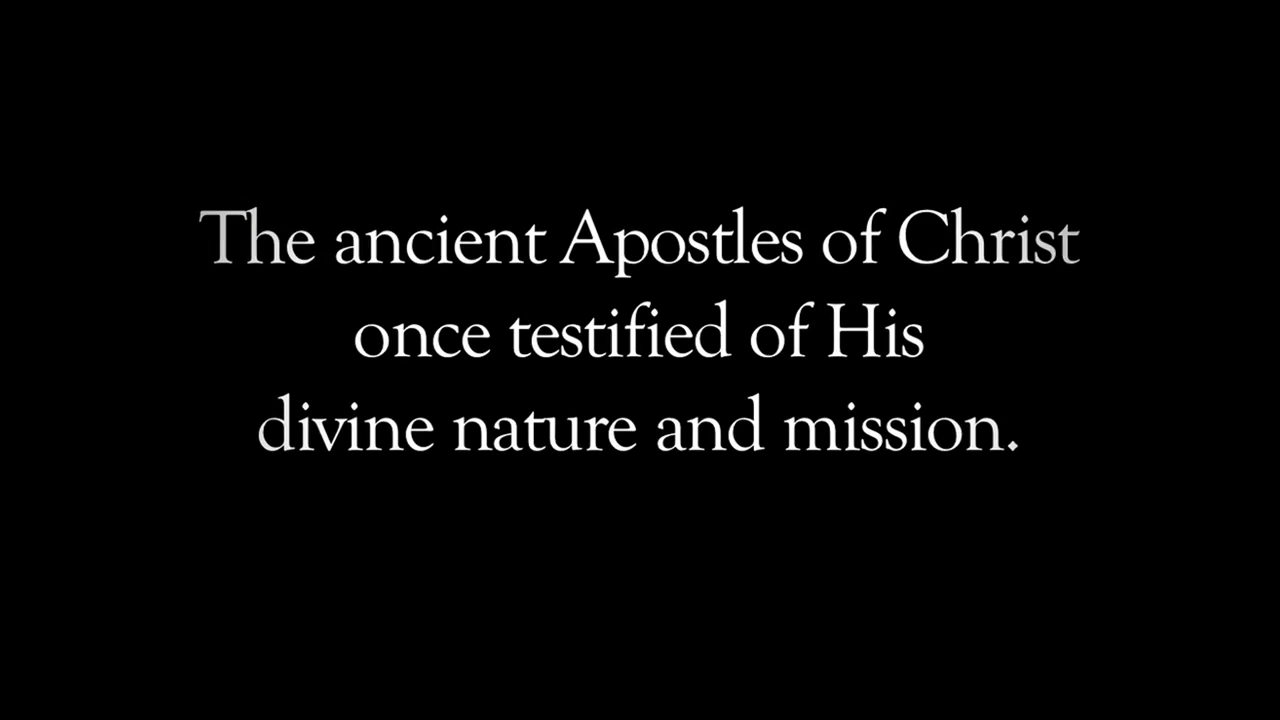 The ancient Apostles of Christ
once testified of His
divine nature and mission.